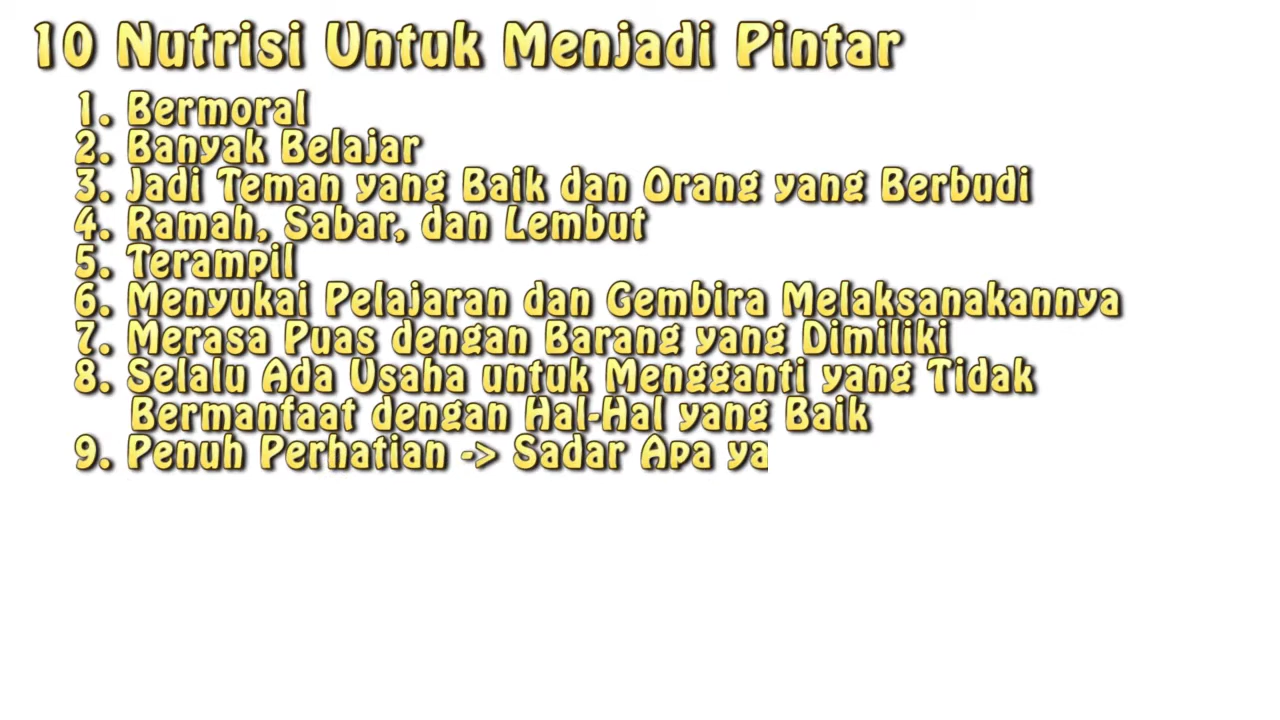 10 Nutrisi Untuk Menjadi Pintar
1. Bermoral
2. Banyak Belajar
3. Jadi Teman yang Baik dan Orang yang Berbudi
4. Ramah, Sabar, dan Lembut
5. Terampil
6. Menyukai Pelajaran dan Gembira Melaksanakannya
7. Merasa Puas dengan Barang yang Dimiliki
8. Selalu Ada Usaha untuk Mengganti yang Tidak
Bermanfaat dengan Hal-Hal yang Baik
9. Penuh Perhatian -> Sadar Apa ya